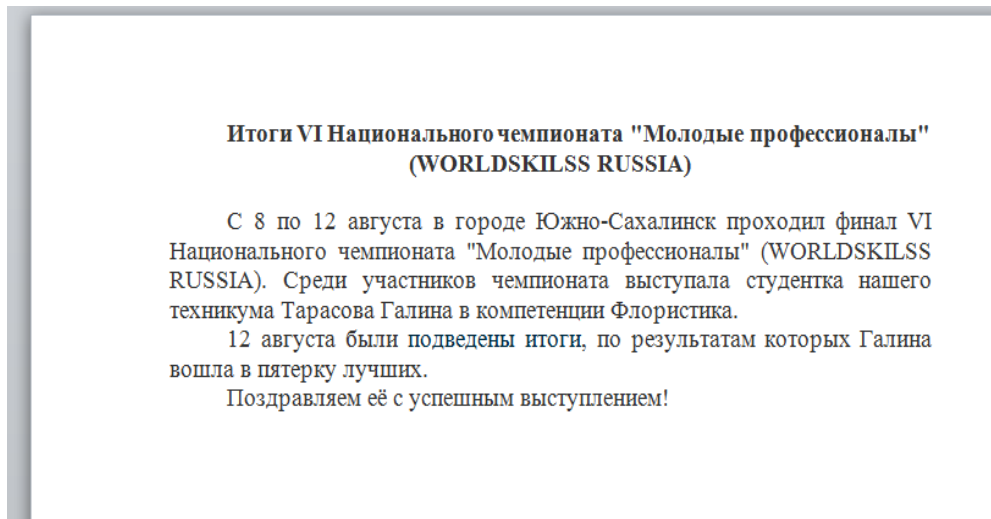 Итоги VI Национального чемпионата "Молодые профессионалы"
(WORLDSKILSS RUSSIA)
С 8 по 12 августа в городе Южно-Сахалинск проходил финал VI
Национального чемпионата "Молодые профессионалы" (WORLDSKILSS
RUSSIA). Среди участников чемпионата выступала студентка нашего
техникума Тарасова Галина в компетенции Флористика.
12 августа были подведены итоги, по результатам которых Галина
вошла в пятерку лучших.
Поздравляем её с успешным выступлением!